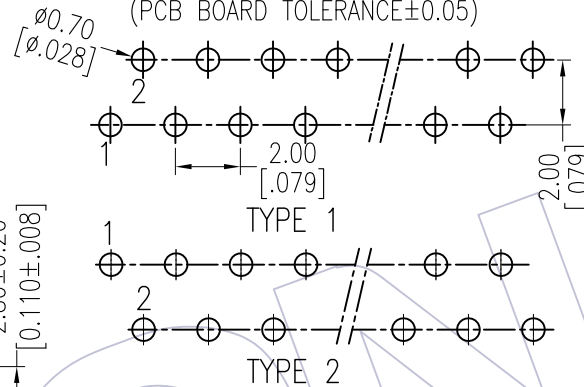 (PCB BOARD TOLERANCE±0.05)
ø0.70
[ø.028]
2
1
2.00
[.079]
2.00
[.079]
TYPE 1
1
2
[0.110±.008]
TYPE 2